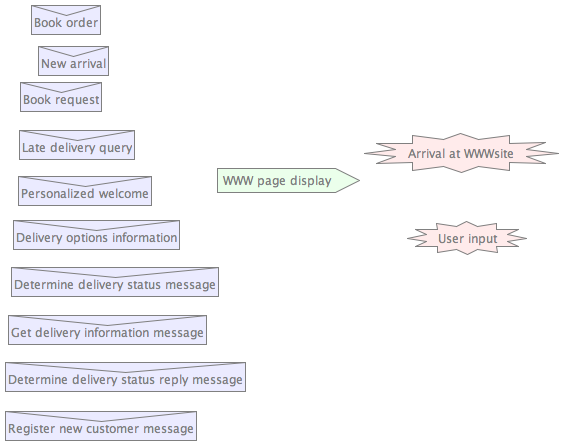 Book order
New arrival
Book request
Late delivery query
Arrival at WWWsite
WWW page display
Personalized welcome
Delivery options information
User input
Determine delivery status message
Get delivery information message
Determine delivery status reply message
Register new customer message